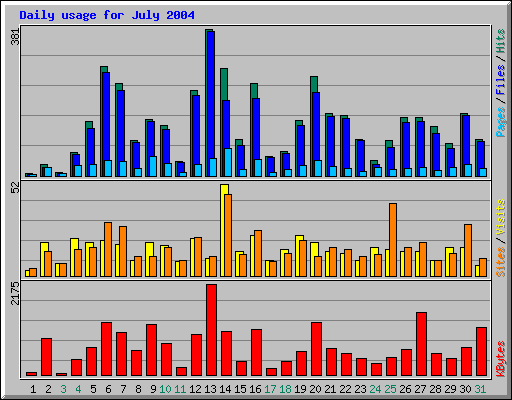 Daily usage for July 2004
381
Pages / Files / Hits
52
Sites / Visits
2175
KBytes
1 2 3 4 5 6 7 8 9 10 11 12 13 14 15 16 17 18 19 20 21 22 23 24 25 26 27 28 29 30 31